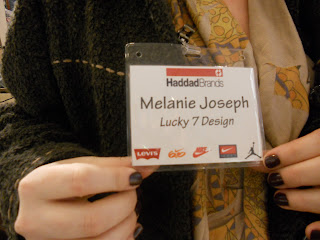 HaddadBrands
Melanie Joseph
Lucky 7 Design
LEVI'S